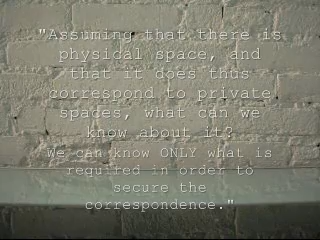 "Assuming that there is
physical space, and
that it does thus
correspond to private
spaces, what can we
know about it?
We can know ONLY what is
required in order to
secure the
correspondence."